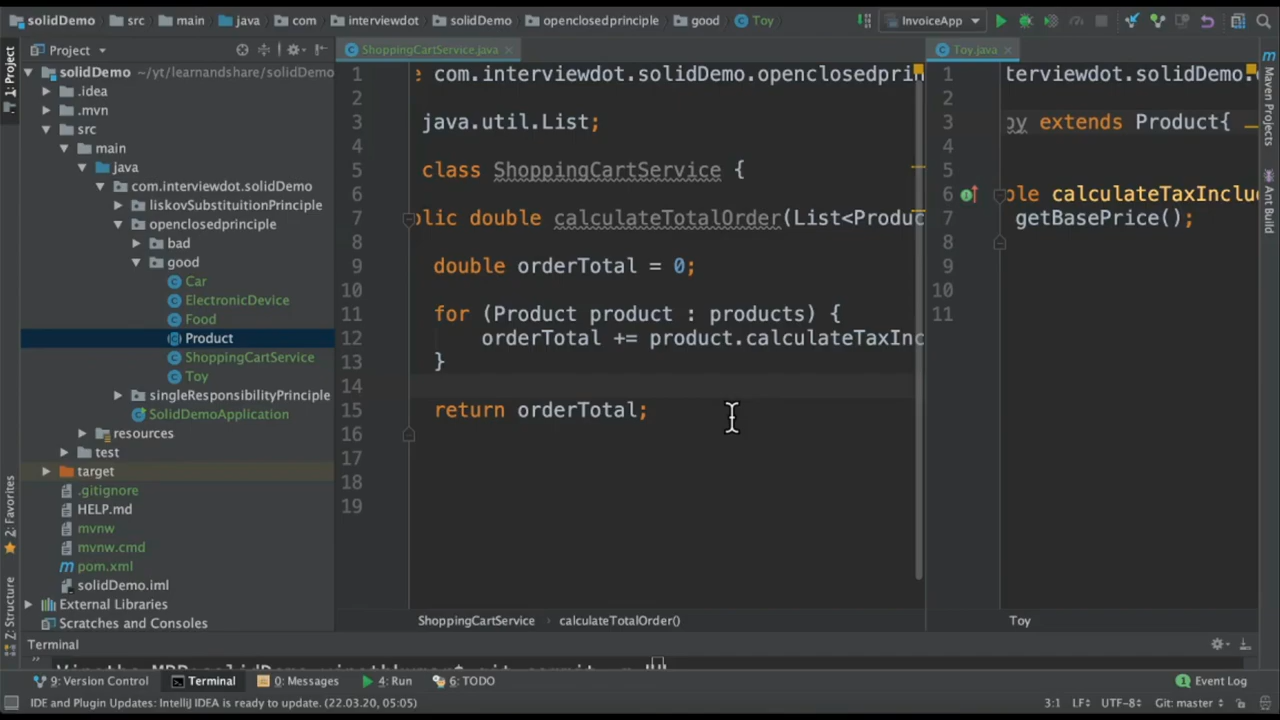 solidDemo src main java com interviewdot solidDemo openclosedprinciple good Toy InvoiceApp
1: Project
2: Favorites
Z: Structure
Project
solidDemo ~/yt/learnandshare/solidDemo
.idea
.mvn
src
main
java
com.interviewdot.solidDemo
liskovSubstituitionPrinciple
openclosedprinciple
bad
good
Car
ElectronicDevice
Food
Product
ShoppingCartService
Toy
singleResponsibilityPrinciple
SolidDemoApplication
resources
test
target
.gitignore
HELP.md
mvnw
mvnw.cmd
pom.xml
solidDemo.iml
External Libraries
Scratches and Consoles
ShoppingCartService.java
1 com.interviewdot.solidDemo.openclosedprin
2
3 java.util.List;
4
5 class ShoppingCartService {
6
7 olic double calculateTotalOrder(List<Produc
8
9 double orderTotal = 0;
10
11 for (Product product : products) {
12 orderTotal += product.calculateTaxInc
13 }
14
15 return orderTotal;
16
17
18
19
ShoppingCartService calculateTotalOrder()
Toy.java
1 terviewdot.solidDemo.
2
3 oy extends Product{
4
5
6 ole calculateTaxInclu
7 getBasePrice();
8
9
10
11
Toy
Maven Projects
Ant Build
Terminal
9: Version Control Terminal 0: Messages 4: Run 6: TODO Event Log
IDE and Plugin Updates: IntelliJ IDEA is ready to update. (22.03.20, 05:05) 3:1 LF÷ UTF-8÷ Git: master÷